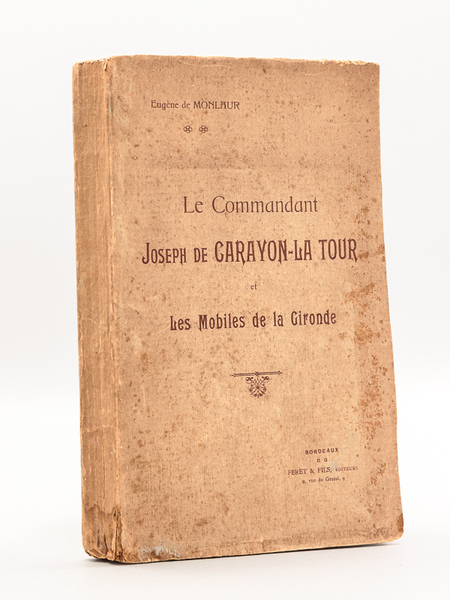 Eugène de MONLAUR
Le Commandant
JOSEPH DE CARAYON-LA TOUR
et
LES MOBILES DE LA GIRONDE
BORDEAUX
FERET & FILS, EDITEURS
9, rue de Grassi, 9